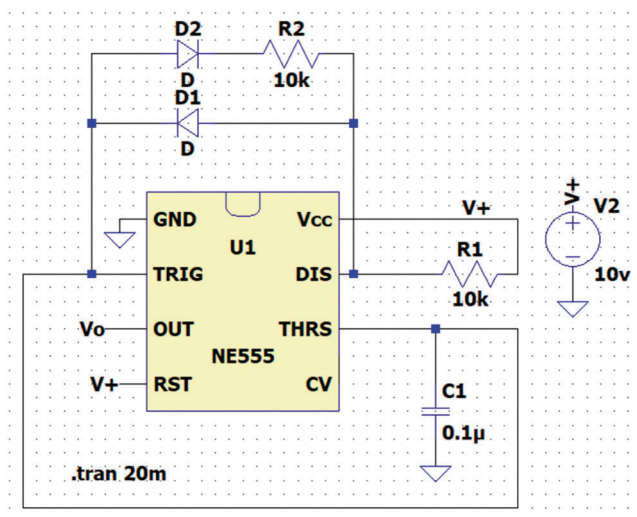 D2
R2
D
10k
D1
D
GND
Vcc
V+
V+
V2
U1
R1
TRIG
DIS
10v
10k
Vo
OUT
THRS
NE555
V+
RST
CV
C1
0.1µ
.tran 20m